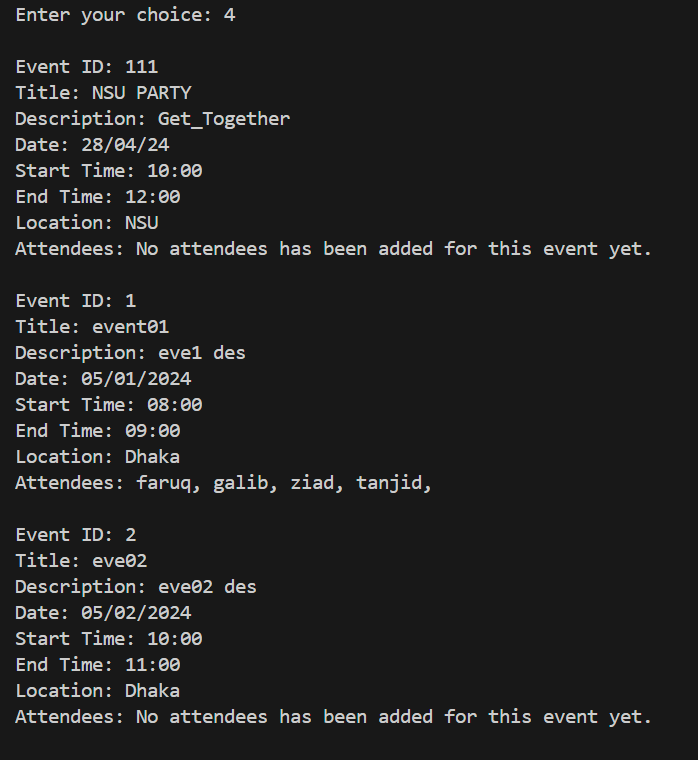 Enter your choice: 4
Event ID: 111
Title: NSU PARTY
Description: Get_Together
Date: 28/04/24
Start Time: 10:00
End Time: 12:00
Location: NSU
Attendees: No attendees has been added for this event yet.
Event ID: 1
Title: event01
Description: eve1 des
Date: 05/01/2024
Start Time: 08:00
End Time: 09:00
Location: Dhaka
Attendees: faruq, galib, ziad, tanjid,
Event ID: 2
Title: eve02
Description: eve02 des
Date: 05/02/2024
Start Time: 10:00
End Time: 11:00
Location: Dhaka
Attendees: No attendees has been added for this event yet.